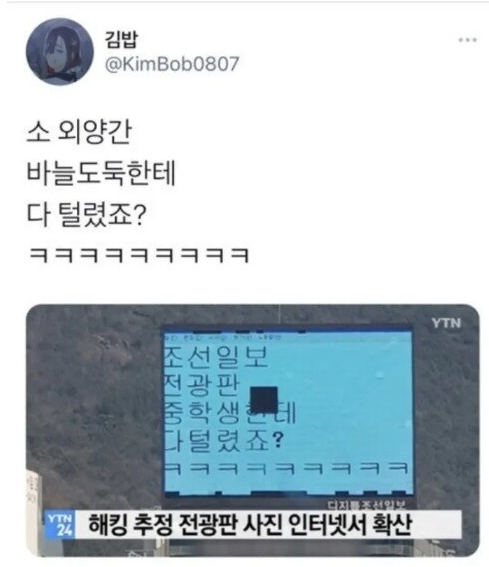 김밥
@KimBob0807
소 외양간
바늘도둑한테
다 털렸죠?
ㅋㅋㅋㅋㅋㅋㅋㅋㅋ
YTN
조선일보
전광판
중학생한테
다털렸죠?
ㅋㅋㅋㅋㅋㅋㅋㅋㅋㅋ
디지틀조선일보
YTN
24
해킹 추정 전광판 사진 인터넷서 확산